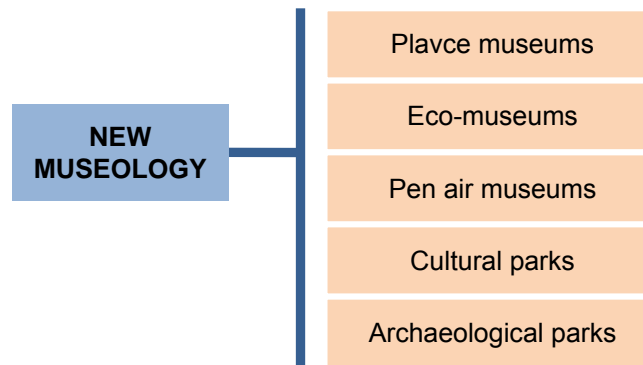 NEW
MUSEOLOGY
Plavce museums
Eco-museums
Pen air museums
Cultural parks
Archaeological parks